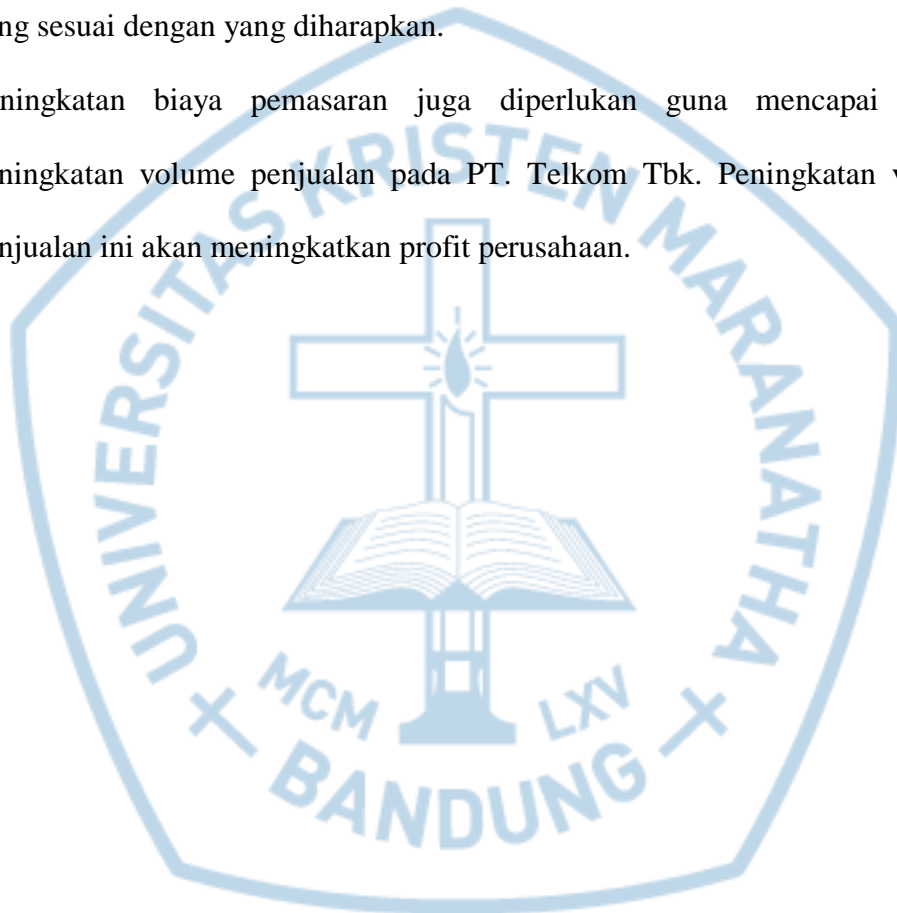 ng sesuai dengan yang diharapkan.
ningkatan biaya pemasaran juga diperlukan guna mencapai
ningkatan volume penjualan pada PT. Telkom Tbk. Peningkatan v
njualan ini akan meningkatkan profit perusahaan.
UNIVERSITAS KRISTEN MARANATHA
MCM LXV
BANDUNG